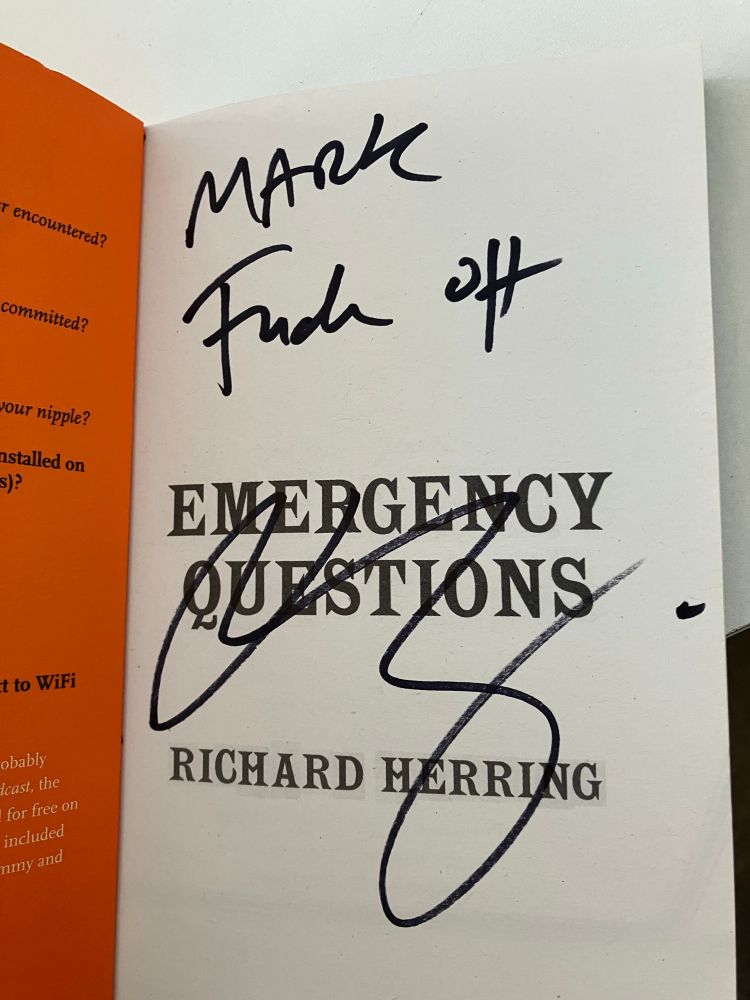 r encountered?
committed?
your nipple?
nstalled on
s)?
t to WiFi
obably
dcast, the
for free on
included
mmy and
MARK
Fuck off
EMERGENCY
QUESTIONS
RICHARD HERRING